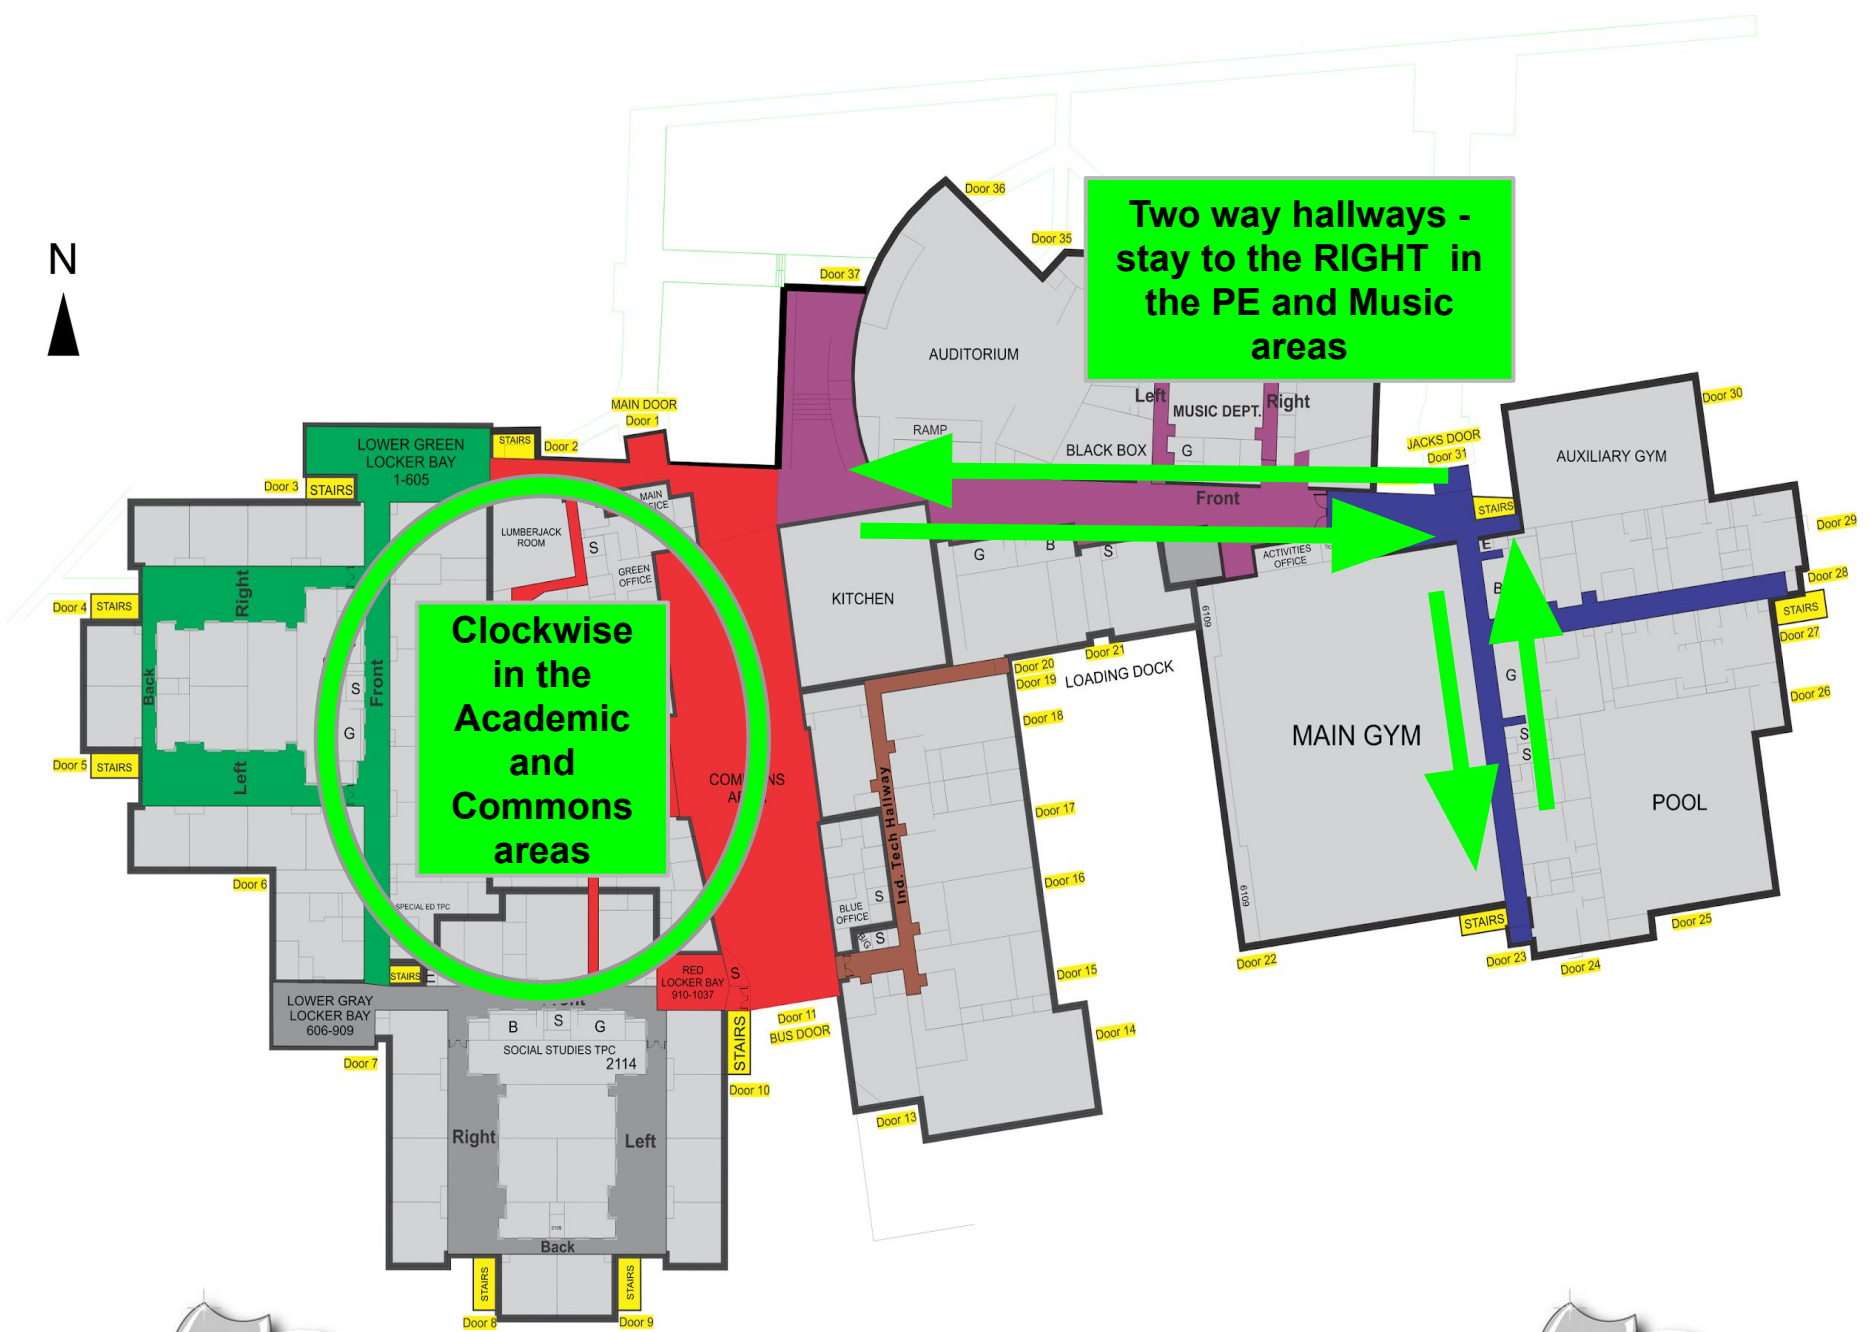 N
Door 36
Door 35
Door 37
Two way hallways -
stay to the RIGHT in
the PE and Music
areas
AUDITORIUM
Left
MUSIC DEPT.
Right
RAMP
BLACK BOX
G
Front
MAIN DOOR
Door 1
STAIRS
Door 2
LOWER GREEN
LOCKER BAY
1-605
Door 3
STAIRS
JACKS DOOR
Door 31
STAIRS
AUXILIARY GYM
Door 30
Door 29
Door 28
STAIRS
Door 27
Door 26
LUMBERJACK
ROOM
MAIN
S
GREEN
OFFICE
KITCHEN
G
B
S
ACTIVITIES
OFFICE
E
B
G
S
S
6109
6109
Door 21
Door 20
Door 19
LOADING DOCK
Door 18
Door 17
Door 16
Door 15
Door 14
Door 13
MAIN GYM
POOL
Door 4
STAIRS
Right
Back
Front
S
G
Left
Door 5
STAIRS
Clockwise
in the
Academic
and
Commons
areas
Ind. Tech Hallway
BLUE
OFFICE
S
B/G
S
STAIRS
Door 22
Door 23
Door 24
Door 25
Door 6
SPECIAL ED TPC
STAIRS
RED
LOCKER BAY
910-1037
S
LOWER GRAY
LOCKER BAY
606-909
Door 7
B
S
G
SOCIAL STUDIES TPC
2114
STAIRS
Door 11
BUS DOOR
Door 10
Right
Left
2109
Back
STAIRS
STAIRS
Door 8
Door 9